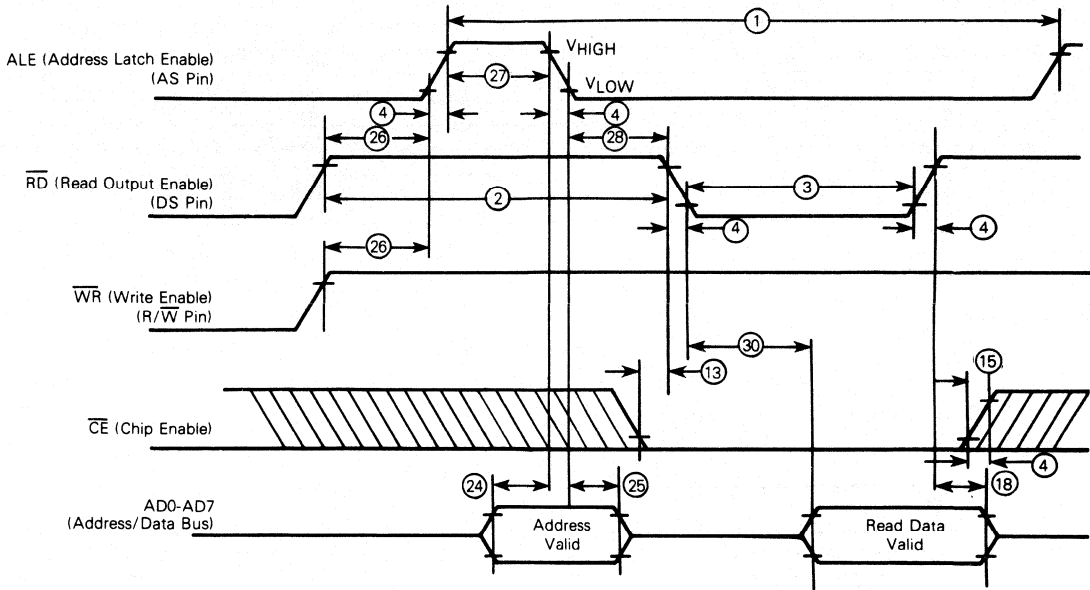 1
ALE (Address Latch Enable)
(AS Pin)
VHIGH
27
VLOW
4
4
26
28
RD (Read Output Enable)
(DS Pin)
2
3
4
4
26
WR (Write Enable)
(R/W Pin)
30
13
15
CE (Chip Enable)
4
24
25
18
AD0-AD7
(Address/Data Bus)
Address
Valid
Read Data
Valid